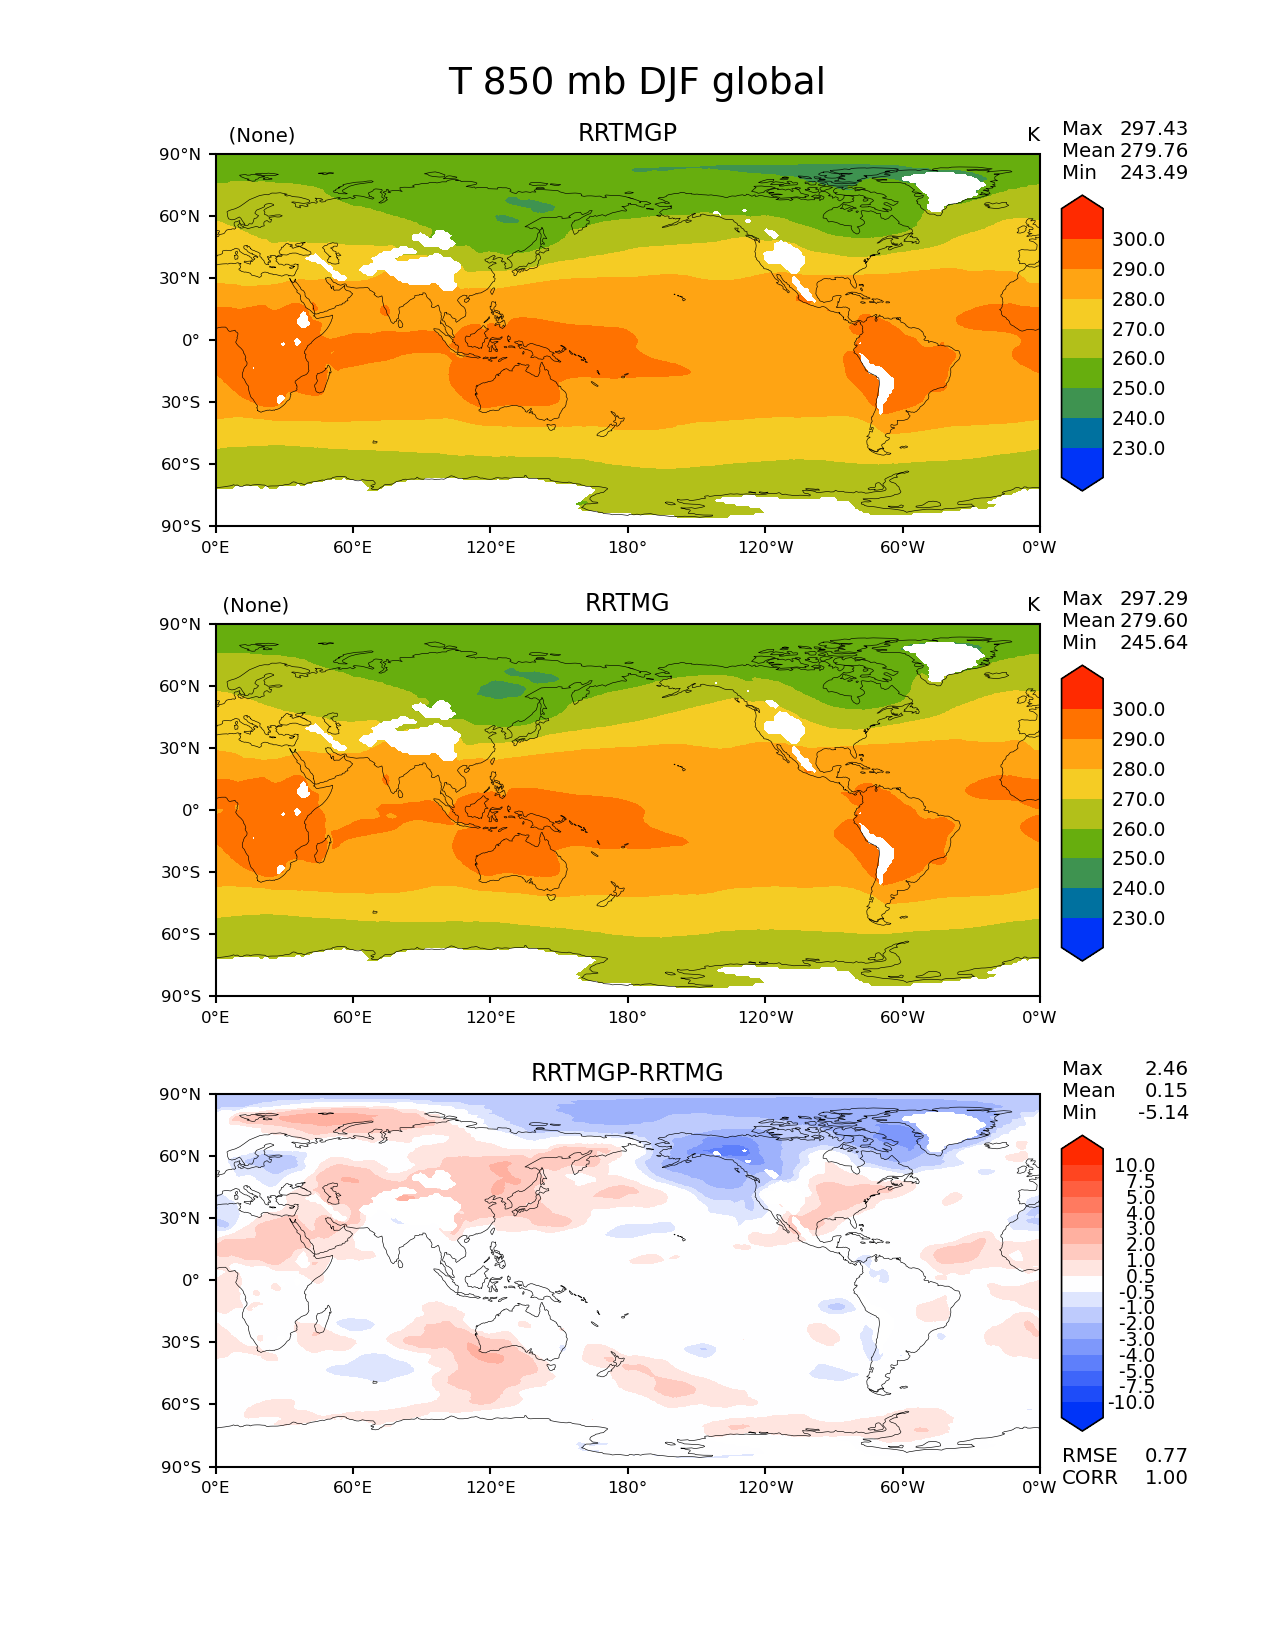 T 850 mb DJF global
(None) RRTMGP K
Max 297.43
Mean 279.76
Min 243.49
90°N
60°N
30°N
0°
30°S
60°S
90°S
0°E 60°E 120°E 180° 120°W 60°W 0°W
300.0
290.0
280.0
270.0
260.0
250.0
240.0
230.0
(None) RRTMG K
Max 297.29
Mean 279.60
Min 245.64
90°N
60°N
30°N
0°
30°S
60°S
90°S
0°E 60°E 120°E 180° 120°W 60°W 0°W
300.0
290.0
280.0
270.0
260.0
250.0
240.0
230.0
RRTMGP-RRTMG
Max 2.46
Mean 0.15
Min -5.14
90°N
60°N
30°N
0°
30°S
60°S
90°S
0°E 60°E 120°E 180° 120°W 60°W 0°W
10.0
7.5
5.0
4.0
3.0
2.0
1.0
0.5
-0.5
-1.0
-2.0
-3.0
-4.0
-5.0
-7.5
-10.0
RMSE 0.77
CORR 1.00